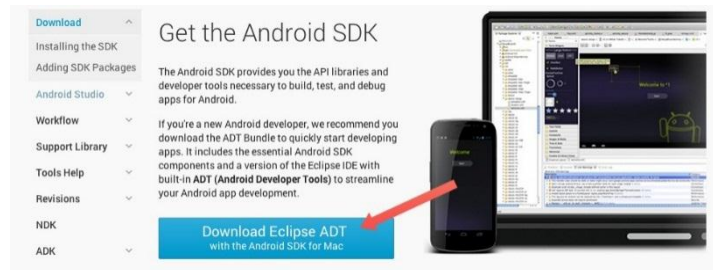 Download
Installing the SDK
Adding SDK Packages
Android Studio
Workflow
Support Library
Tools Help
Revisions
NDK
ADK
Get the Android SDK
The Android SDK provides you the API libraries and
developer tools necessary to build, test, and debug
apps for Android.
If you're a new Android developer, we recommend you
download the ADT Bundle to quickly start developing
apps. It includes the essential Android SDK
components and a version of the Eclipse IDE with
built-in ADT (Android Developer Tools) to streamline
your Android app development.
Download Eclipse ADT
with the Android SDK for Mac
Welcome
Welcome to